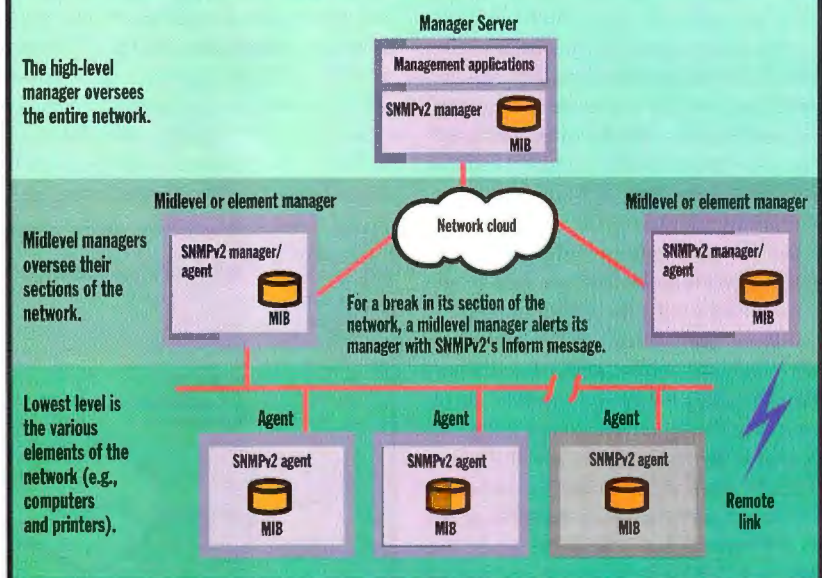 Manager Server
The high-level
manager oversees
the entire network.
Management applications
SNMPv2 manager
MIB
Midlevel or element manager
Midlevel or element manager
Network cloud
Midlevel managers
oversee their
sections of the
network.
SNMPv2 manager/
agent
MIB
SNMPv2 manager/
agent
MIB
For a break in its section of the
network, a midlevel manager alerts its
manager with SNMPv2's Inform message.
Lowest level is
the various
elements of the
network (e.g.,
computers
and printers).
Agent
SNMPv2 agent
MIB
Agent
SNMPv2 agent
MIB
Agent
SNMPv2 agent
MIB
Remote
link